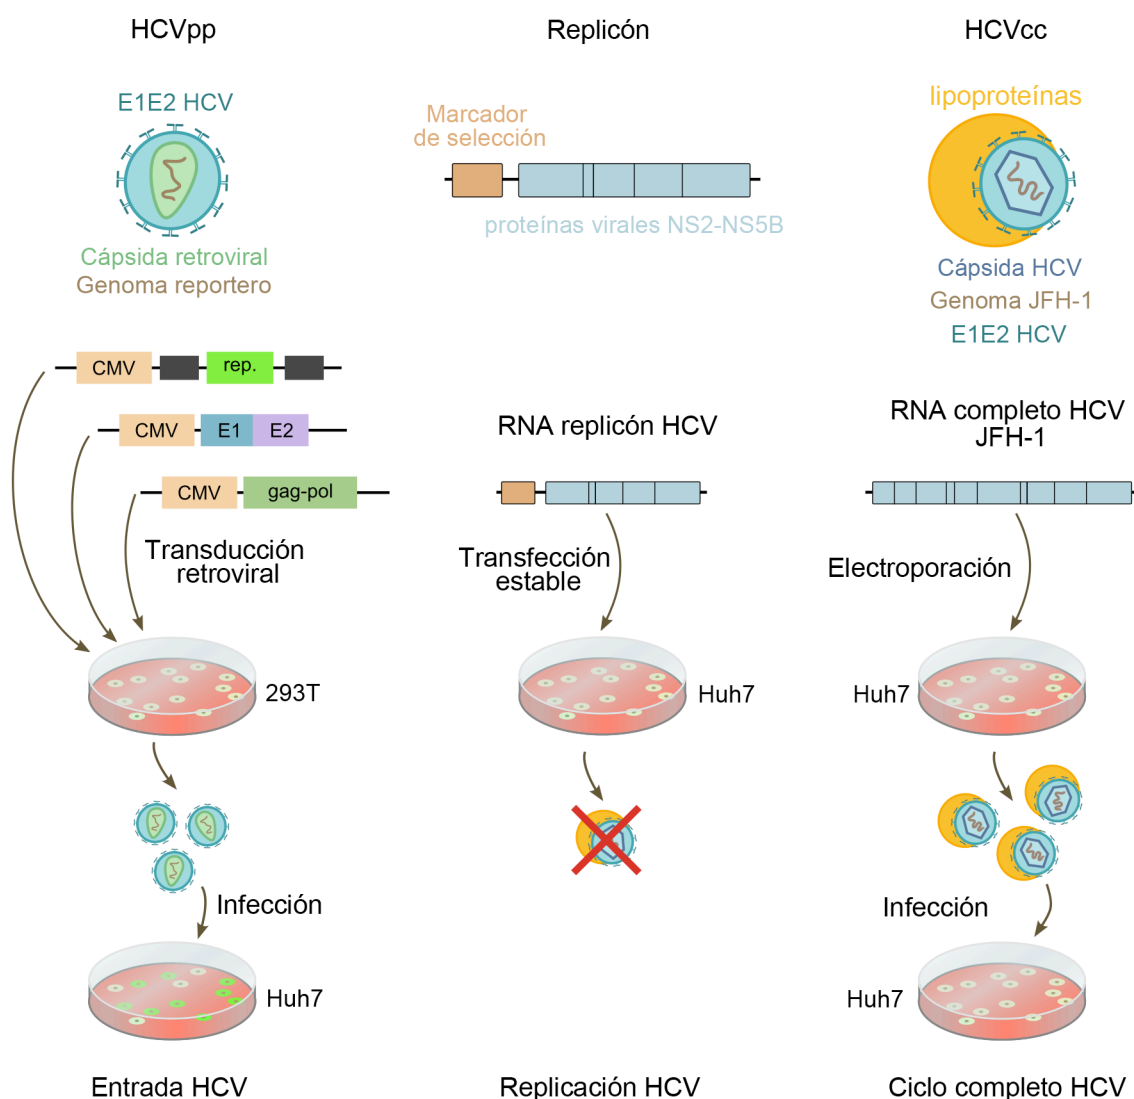 HCVpp
E1E2 HCV
Cápsida retroviral
Genoma reportero
CMV
rep.
CMV
E1
E2
CMV
gag-pol
Transducción
retroviral
293T
Infección
Huh7
Entrada HCV
Replicón
Marcador
de selección
proteínas virales NS2-NS5B
RNA replicón HCV
Transfección
estable
Huh7
Replicación HCV
HCVcc
lipoproteínas
Cápsida HCV
Genoma JFH-1
E1E2 HCV
RNA completo HCV
JFH-1
Electroporación
Huh7
Infección
Huh7
Ciclo completo HCV